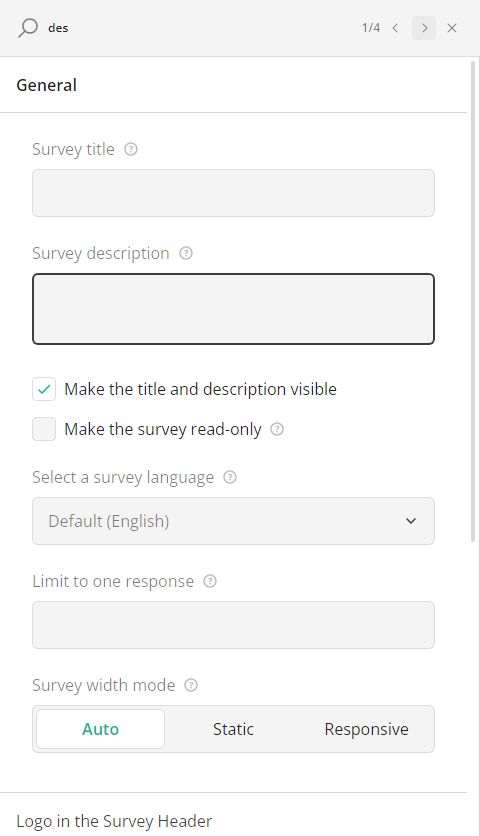 des
1/4
General
Survey title
Survey description
Make the title and description visible
Make the survey read-only
Select a survey language
Default (English)
Limit to one response
Survey width mode
Auto Static Responsive
Logo in the Survey Header